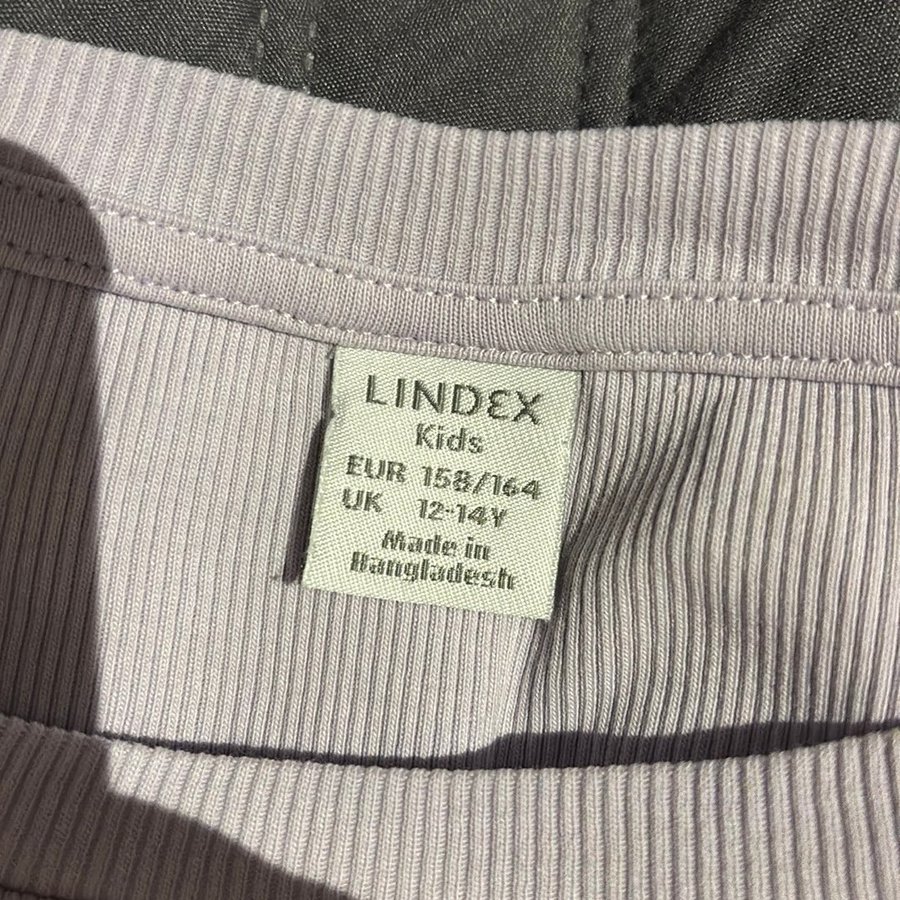 LINDEX
Kids
EUR 158/164
UK 12-14Y
Made in
Bangladesh